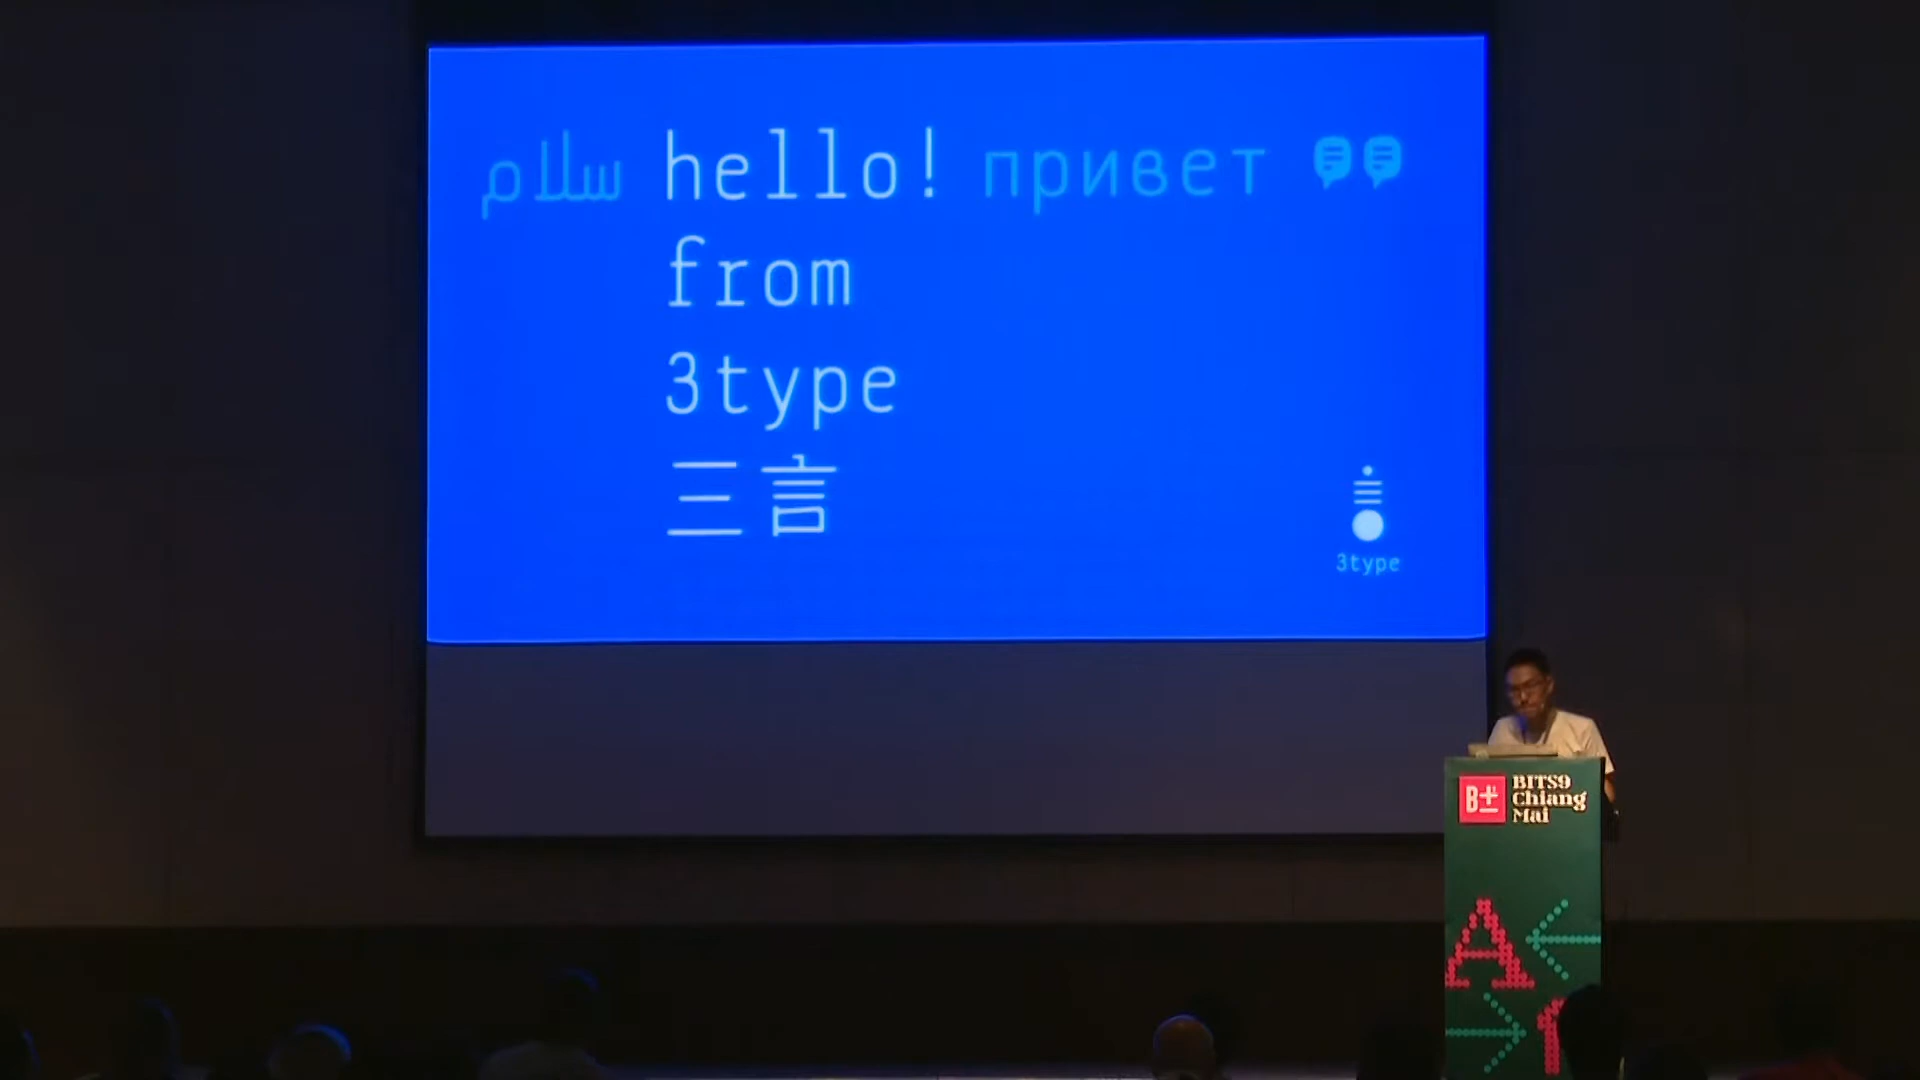 سلام hello! привет
from
3type
三言
3type
B±
BITS9
Chiang
Mai
A